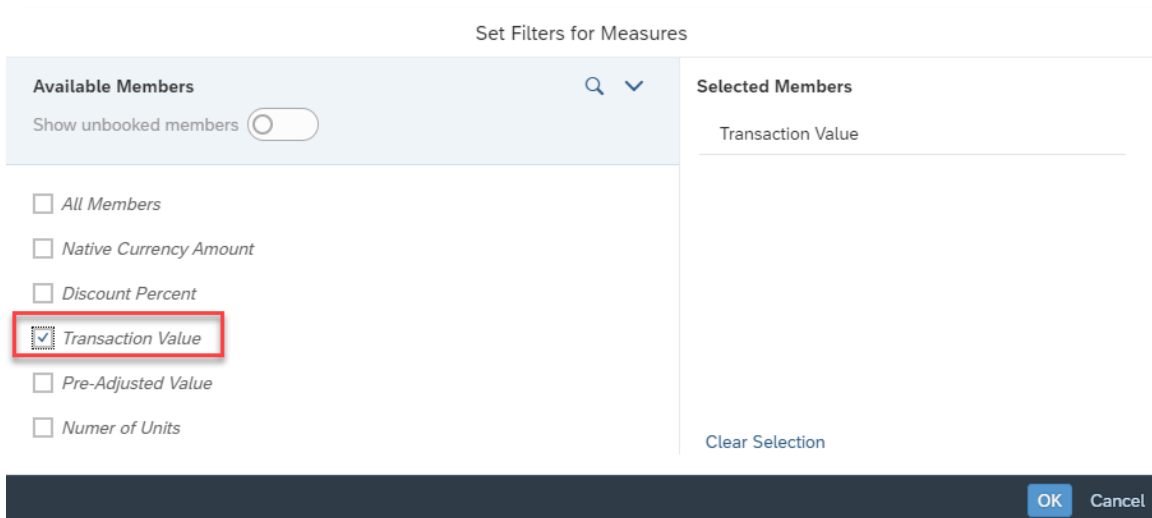 Set Filters for Measures
Available Members
Show unbooked members
All Members
Native Currency Amount
Discount Percent
Transaction Value
Pre-Adjusted Value
Numer of Units
Selected Members
Transaction Value
Clear Selection
OK Cancel